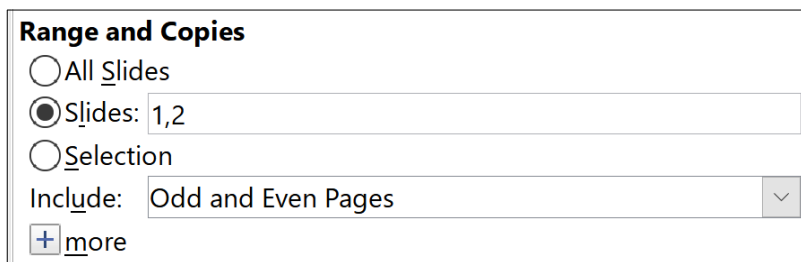 Range and Copies
All Slides
Slides: 1,2
Selection
Include: Odd and Even Pages
more